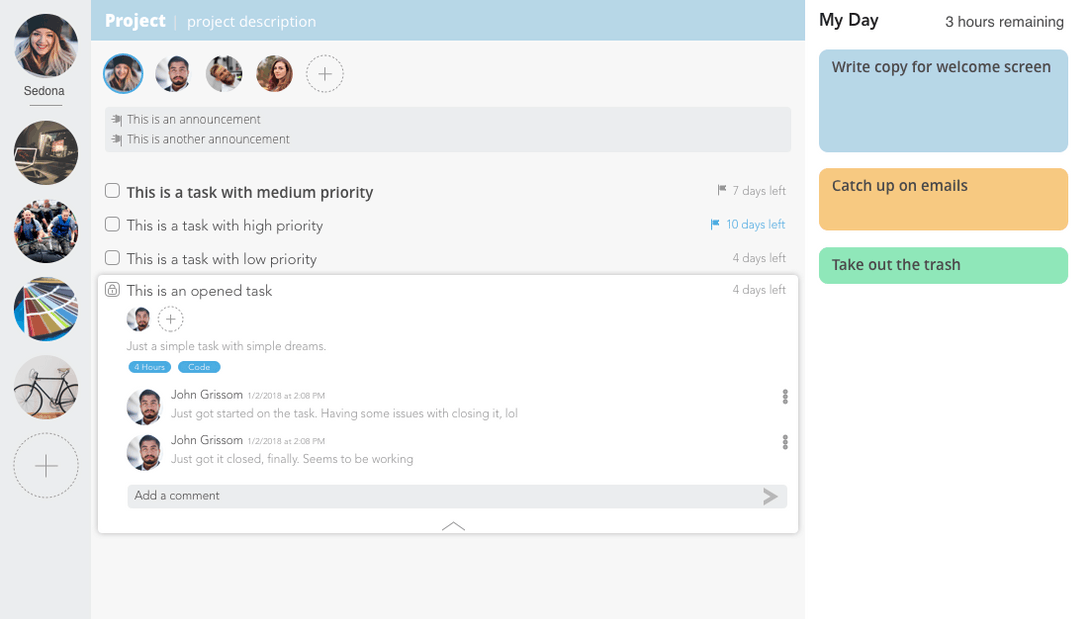 Project | project description
My Day
3 hours remaining
Sedona
This is an announcement
This is another announcement
This is a task with medium priority
7 days left
This is a task with high priority
10 days left
This is a task with low priority
4 days left
This is an opened task
4 days left
Just a simple task with simple dreams.
4 Hours
Code
John Grissom 1/2/2018 at 2:08 PM
Just got started on the task. Having some issues with closing it, lol
John Grissom 1/2/2018 at 2:08 PM
Just got it closed, finally. Seems to be working
Add a comment
Write copy for welcome screen
Catch up on emails
Take out the trash